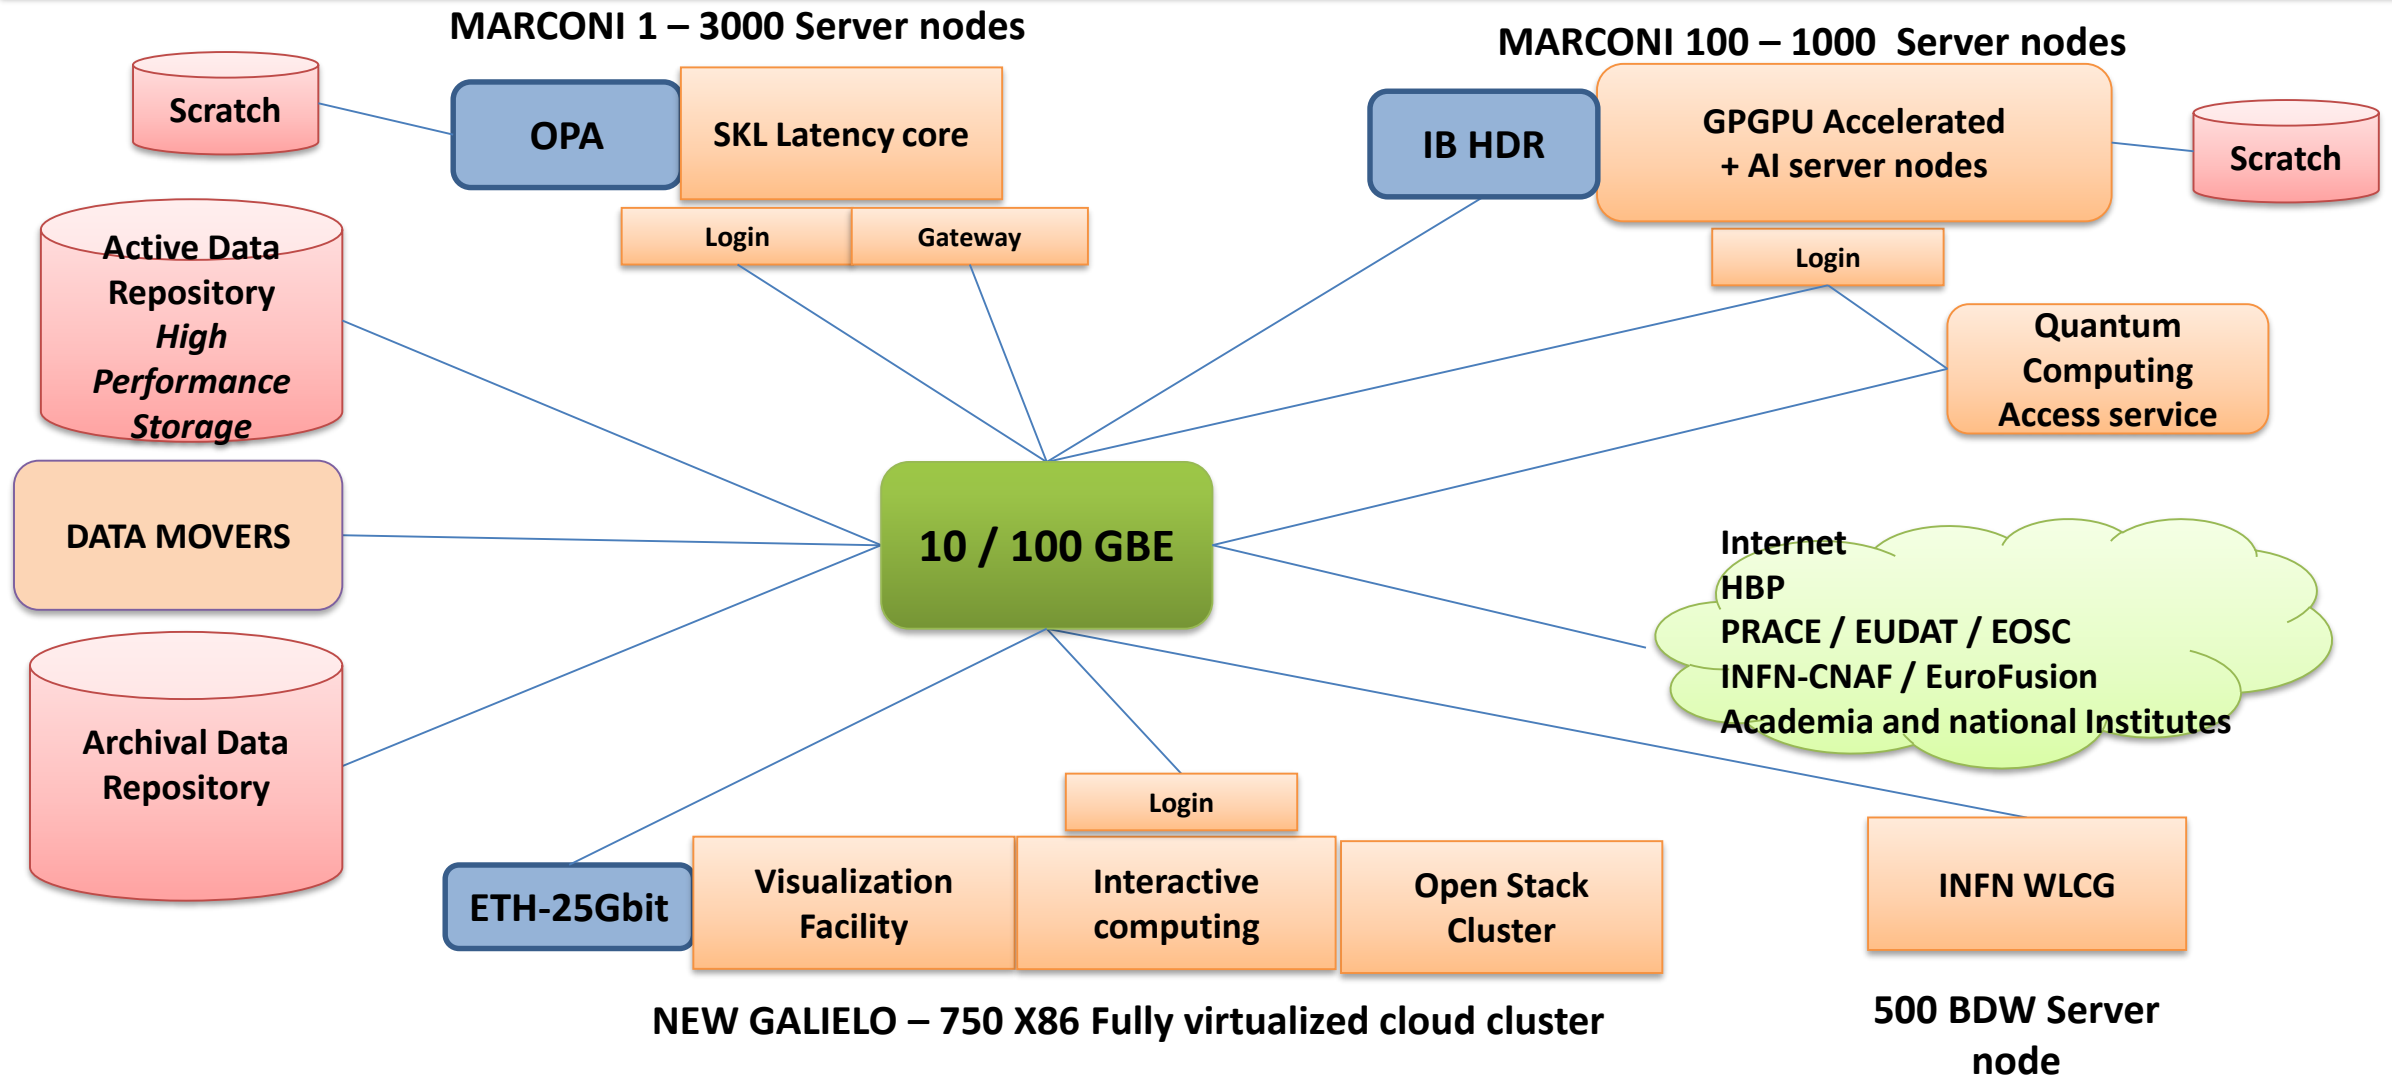 MARCONI 1 – 3000 Server nodes
MARCONI 100 – 1000 Server nodes
Scratch
OPA
SKL Latency core
Login
Gateway
IB HDR
GPGPU Accelerated
+ AI server nodes
Scratch
Login
Active Data
Repository
High
Performance
Storage
Quantum
Computing
Access service
DATA MOVERS
10 / 100 GBE
Internet
HBP
PRACE / EUDAT / EOSC
INFN-CNAF / EuroFusion
Academia and national Institutes
Archival Data
Repository
Login
ETH-25Gbit
Visualization
Facility
Interactive
computing
Open Stack
Cluster
INFN WLCG
NEW GALIELO – 750 X86 Fully virtualized cloud cluster
500 BDW Server
node